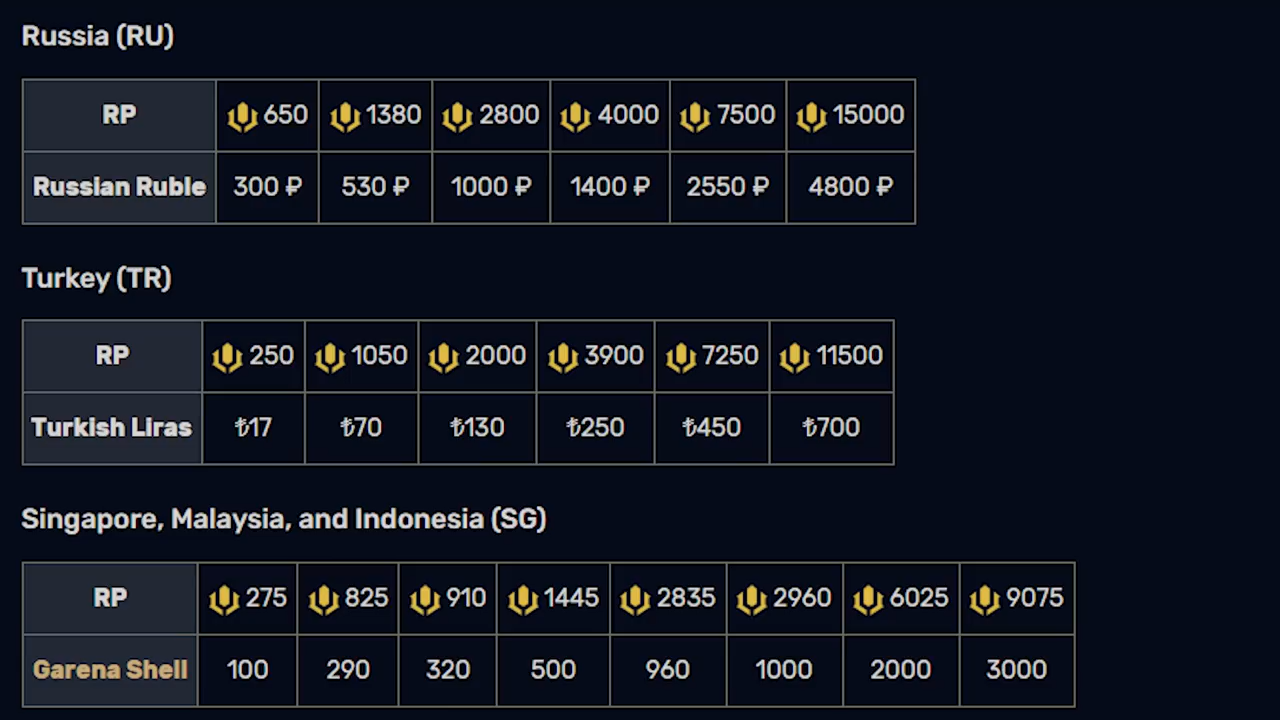 Russia (RU)
RP 650 1380 2800 4000 7500 15000
Russian Ruble 300 ₽ 530 ₽ 1000 ₽ 1400 ₽ 2550 ₽ 4800 ₽
Turkey (TR)
RP 250 1050 2000 3900 7250 11500
Turkish Liras ₺17 ₺70 ₺130 ₺250 ₺450 ₺700
Singapore, Malaysia, and Indonesia (SG)
RP 275 825 910 1445 2835 2960 6025 9075
Garena Shell 100 290 320 500 960 1000 2000 3000